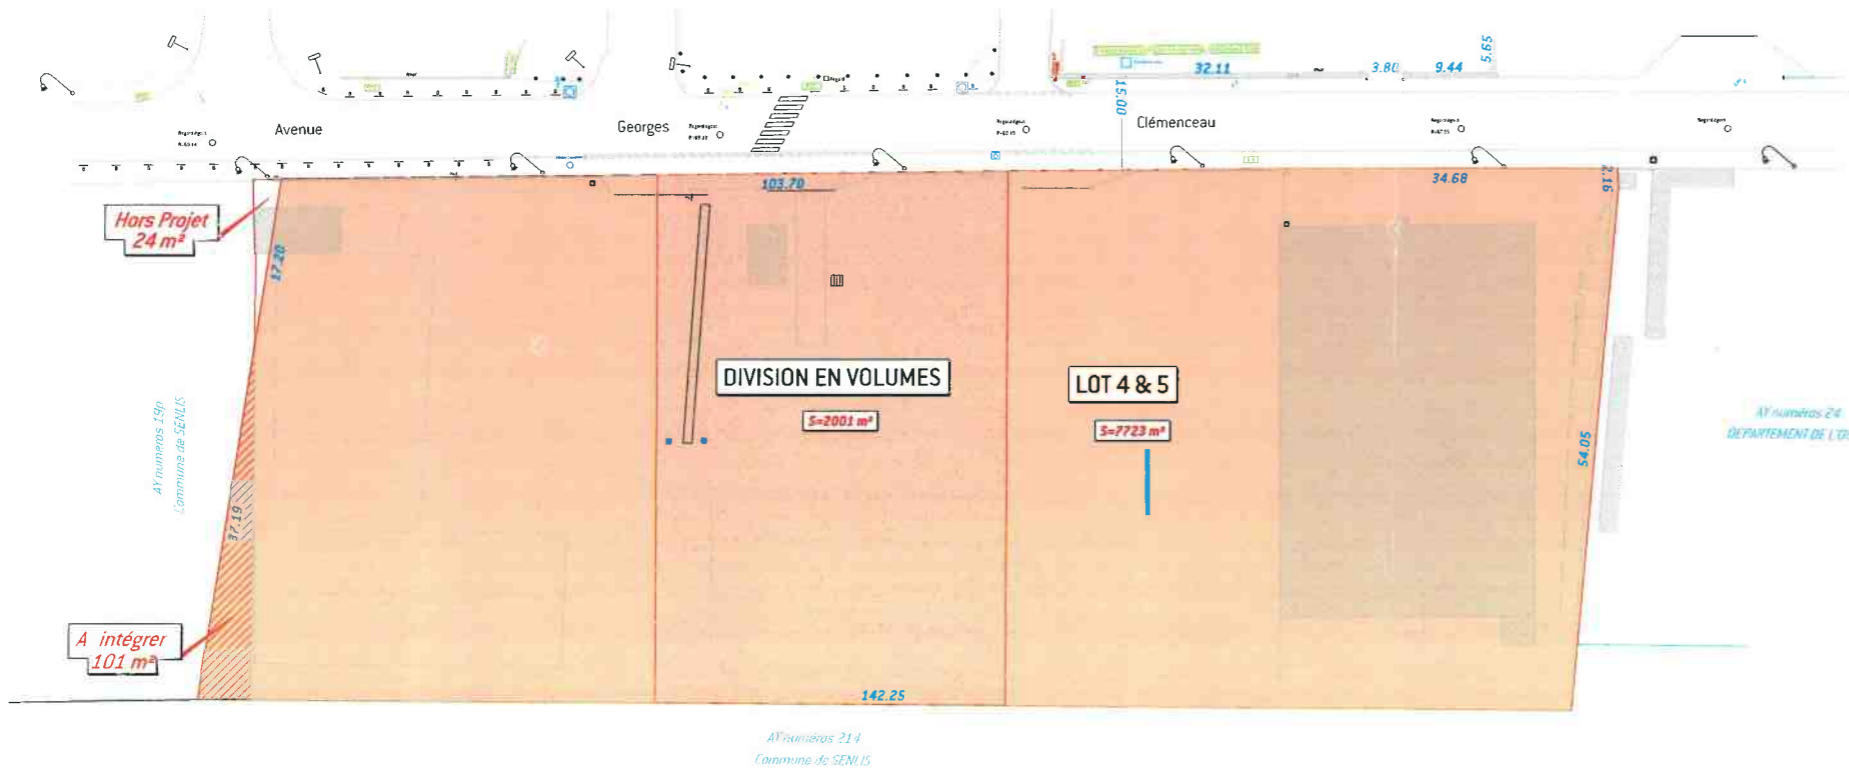 5.65
32.11
3.80
9.44
15.00
Avenue
Georges
Clémenceau
103.70
34.68
2.16
Hors Projet
24 m²
17.20
DIVISION EN VOLUMES
S=2001 m²
LOT 4 & 5
S=7723 m²
AY numéros 19p
Commune de SENLIS
AY numéros 24
54.05
37.19
A intégrer
101 m²
142.25
AY numéros 214
Commune de SENLIS